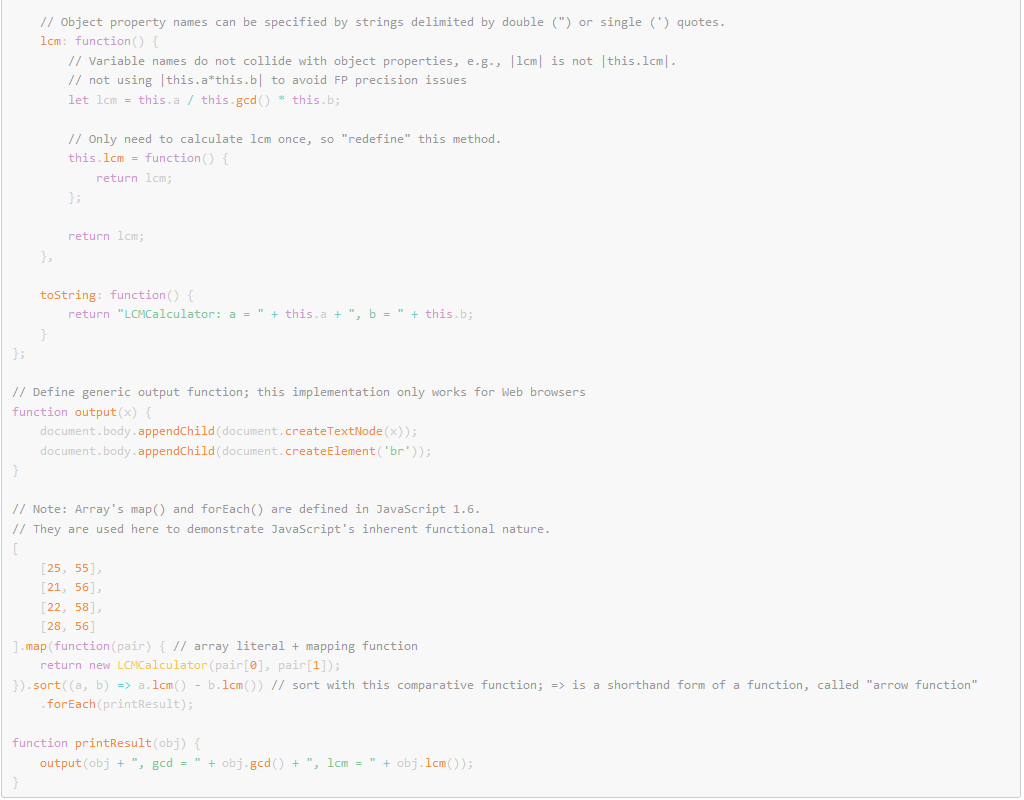 // Object property names can be specified by strings delimited by double (") or single (') quotes.
    lcm: function() {
        // Variable names do not collide with object properties, e.g., |lcm| is not |this.lcm|.
        // not using |this.a*this.b| to avoid FP precision issues
        let lcm = this.a / this.gcd() * this.b;

        // Only need to calculate lcm once, so "redefine" this method.
        this.lcm = function() {
            return lcm;
        };

        return lcm;
    },

    toString: function() {
        return "LCMCalculator: a = " + this.a + ", b = " + this.b;
    }
};

// Define generic output function; this implementation only works for Web browsers
function output(x) {
    document.body.appendChild(document.createTextNode(x));
    document.body.appendChild(document.createElement('br'));
}

// Note: Array's map() and forEach() are defined in JavaScript 1.6.
// They are used here to demonstrate JavaScript's inherent functional nature.
[
    [25, 55],
    [21, 56],
    [22, 58],
    [28, 56]
].map(function(pair) { // array literal + mapping function
    return new LCMCalculator(pair[0], pair[1]);
}).sort((a, b) => a.lcm() - b.lcm()) // sort with this comparative function; => is a shorthand form of a function, called "arrow function"
    .forEach(printResult);

function printResult(obj) {
    output(obj + ", gcd = " + obj.gcd() + ", lcm = " + obj.lcm());
}